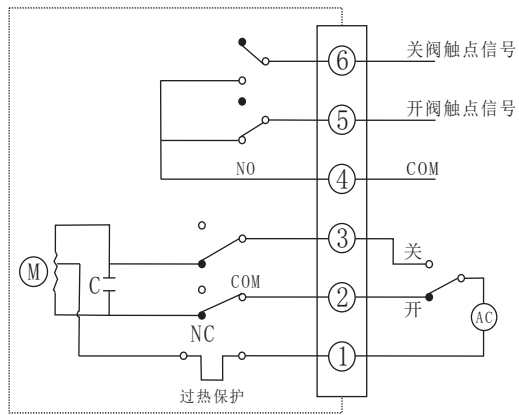 ⑥ 关阀触点信号
⑤ 开阀触点信号
NO ④ COM
③ 关
M C COM ② 开 AC
NC
①
过热保护